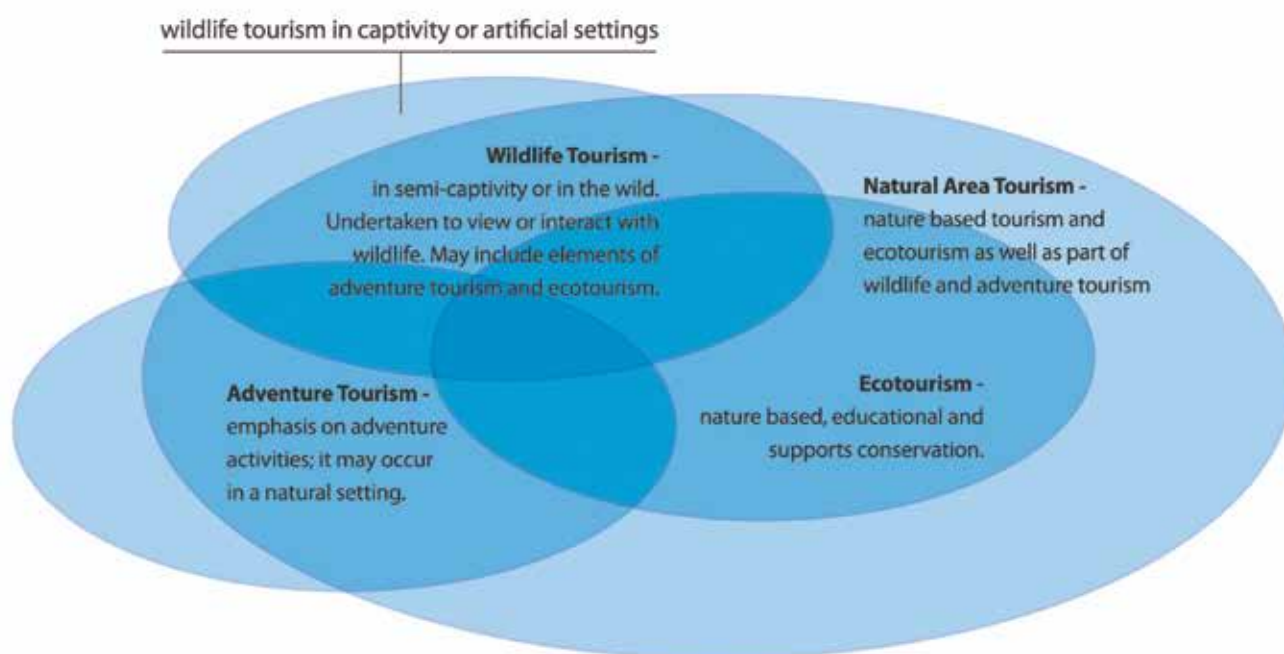 wildlife tourism in captivity or artificial settings
Wildlife Tourism -
in semi-captivity or in the wild.
Undertaken to view or interact with
wildlife. May include elements of
adventure tourism and ecotourism.
Natural Area Tourism -
nature based tourism and
ecotourism as well as part of
wildlife and adventure tourism
Adventure Tourism -
emphasis on adventure
activities; it may occur
in a natural setting.
Ecotourism -
nature based, educational and
supports conservation.